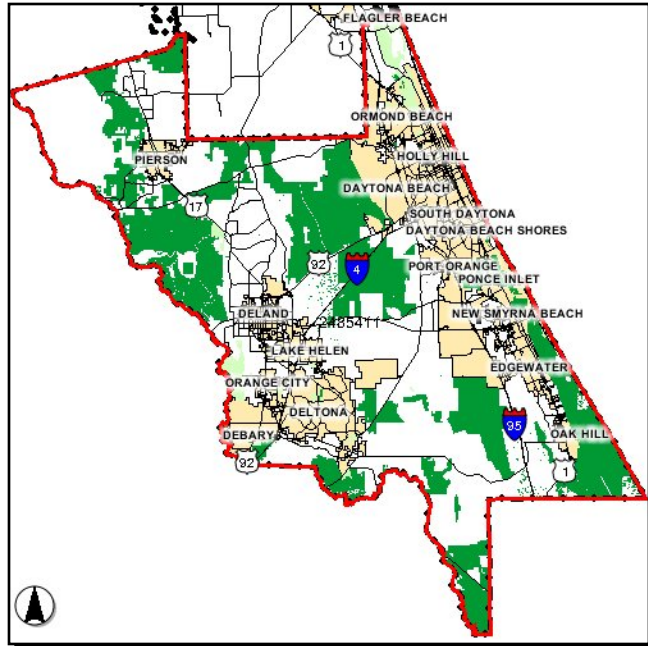 FLAGLER BEACH
1
ORMOND BEACH
HOLLY HILL
PIERSON
DAYTONA BEACH
17
SOUTH DAYTONA
DAYTONA BEACH SHORES
92
4
PORT ORANGE
PONCE INLET
DELAND
2485411
NEW SMYRNA BEACH
LAKE HELEN
EDGEWATER
ORANGE CITY
DELTONA
95
DEBARY
OAK HILL
92
1